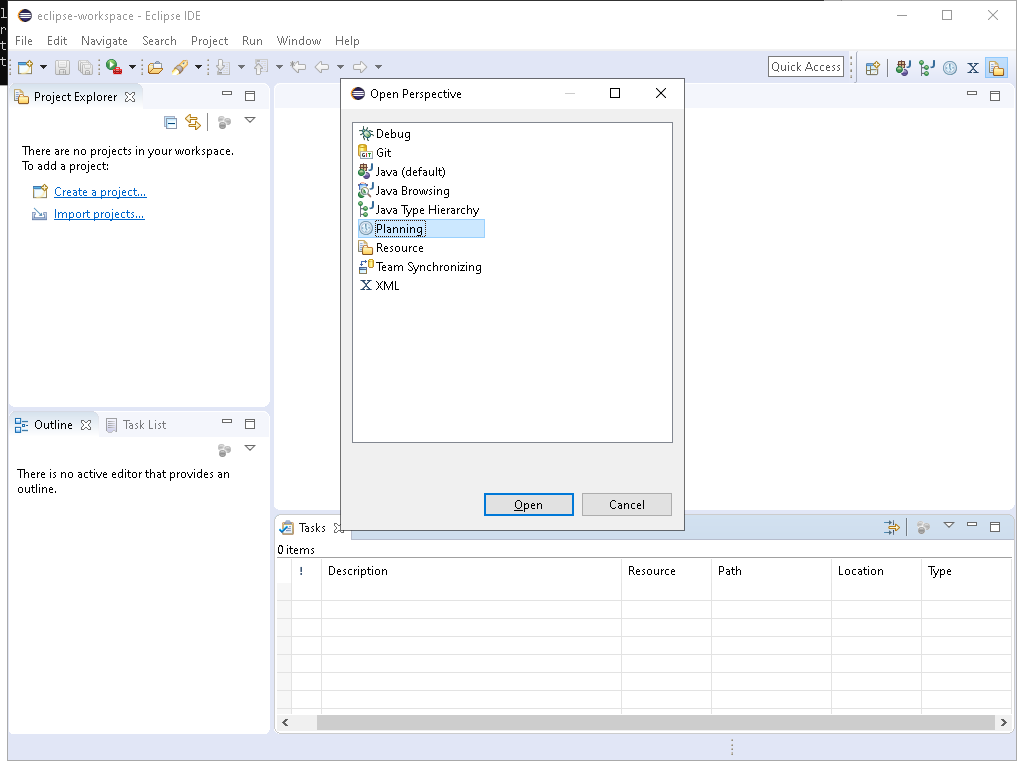 eclipse-workspace - Eclipse IDE
File Edit Navigate Search Project Run Window Help
Quick Access
Project Explorer
There are no projects in your workspace.
To add a project:
Create a project...
Import projects...
Outline Task List
There is no active editor that provides an
outline.
Open Perspective
Debug
Git
Java (default)
Java Browsing
Java Type Hierarchy
Planning
Resource
Team Synchronizing
XML
Open Cancel
Tasks
0 items
! Description Resource Path Location Type